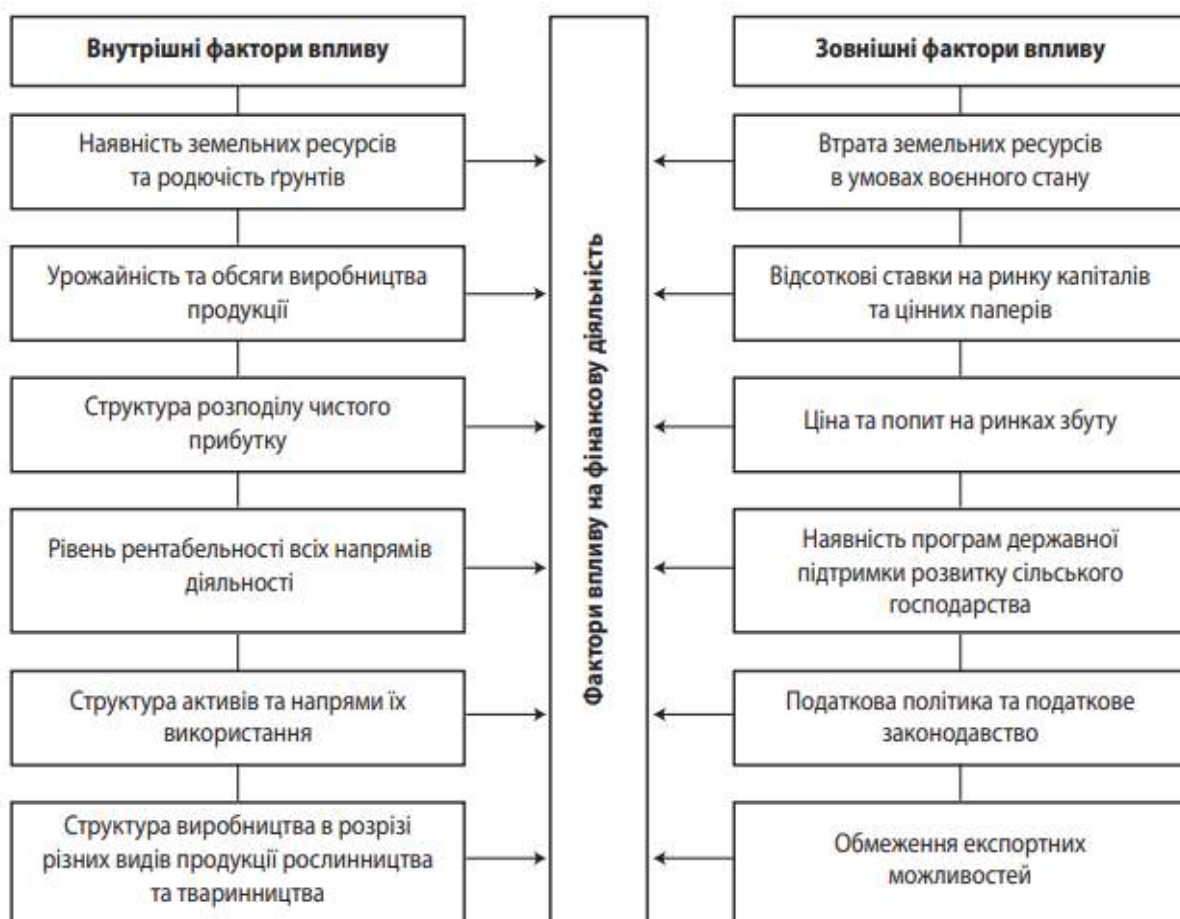 Внутрішні фактори впливу
Наявність земельних ресурсів
та родючість ґрунтів
Урожайність та обсяги виробництва
продукції
Структура розподілу чистого
прибутку
Рівень рентабельності всіх напрямів
діяльності
Структура активів та напрями їх
використання
Структура виробництва в розрізі
різних видів продукції рослинництва
та тваринництва
Фактори впливу на фінансову діяльність
Зовнішні фактори впливу
Втрата земельних ресурсів
в умовах воєнного стану
Відсоткові ставки на ринку капіталів
та цінних паперів
Ціна та попит на ринках збуту
Наявність програм державної
підтримки розвитку сільського
господарства
Податкова політика та податкове
законодавство
Обмеження експортних
можливостей